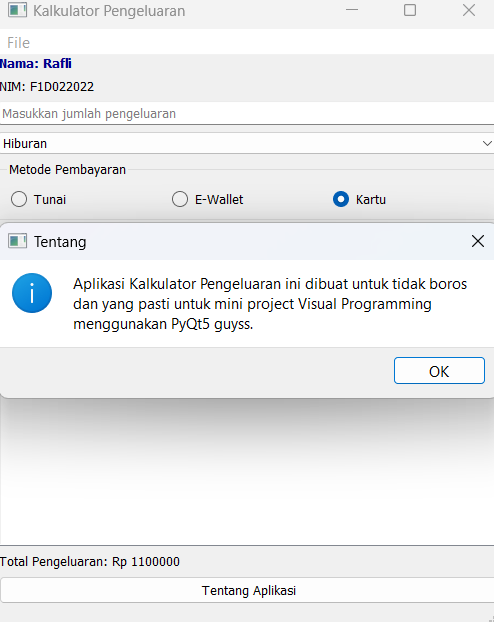 Kalkulator Pengeluaran
File
Nama: Rafli
NIM: F1D022022
Masukkan jumlah pengeluaran
Hiburan
Metode Pembayaran
Tunai
E-Wallet
Kartu
Tentang
Aplikasi Kalkulator Pengeluaran ini dibuat untuk tidak boros
dan yang pasti untuk mini project Visual Programming
menggunakan PyQt5 guyss.
OK
Total Pengeluaran: Rp 1100000
Tentang Aplikasi